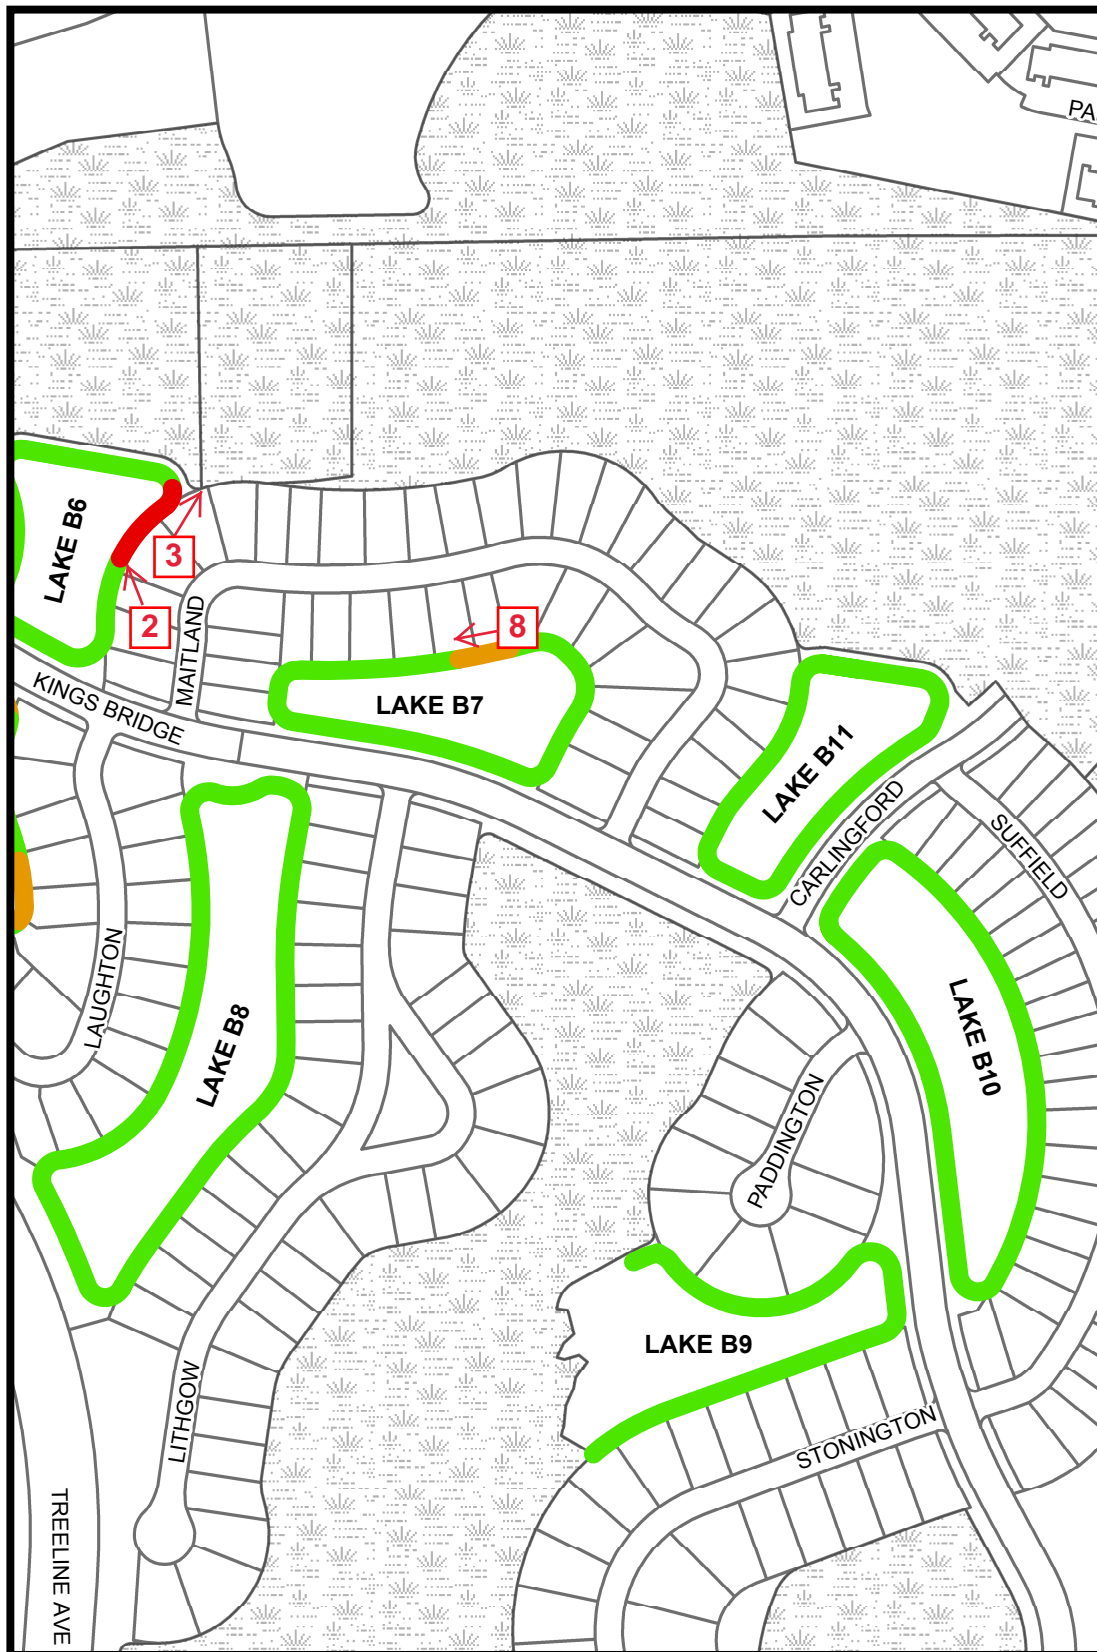 PA
LAKE B6
3
2
8
MAITLAND
KINGS BRIDGE
LAKE B7
LAKE B11
CARLINGFORD
SUFFIELD
LAUGHTON
LAKE B8
LAKE B10
PADDINGTON
LAKE B9
LITHGOW
STONINGTON
TREELINE AVE